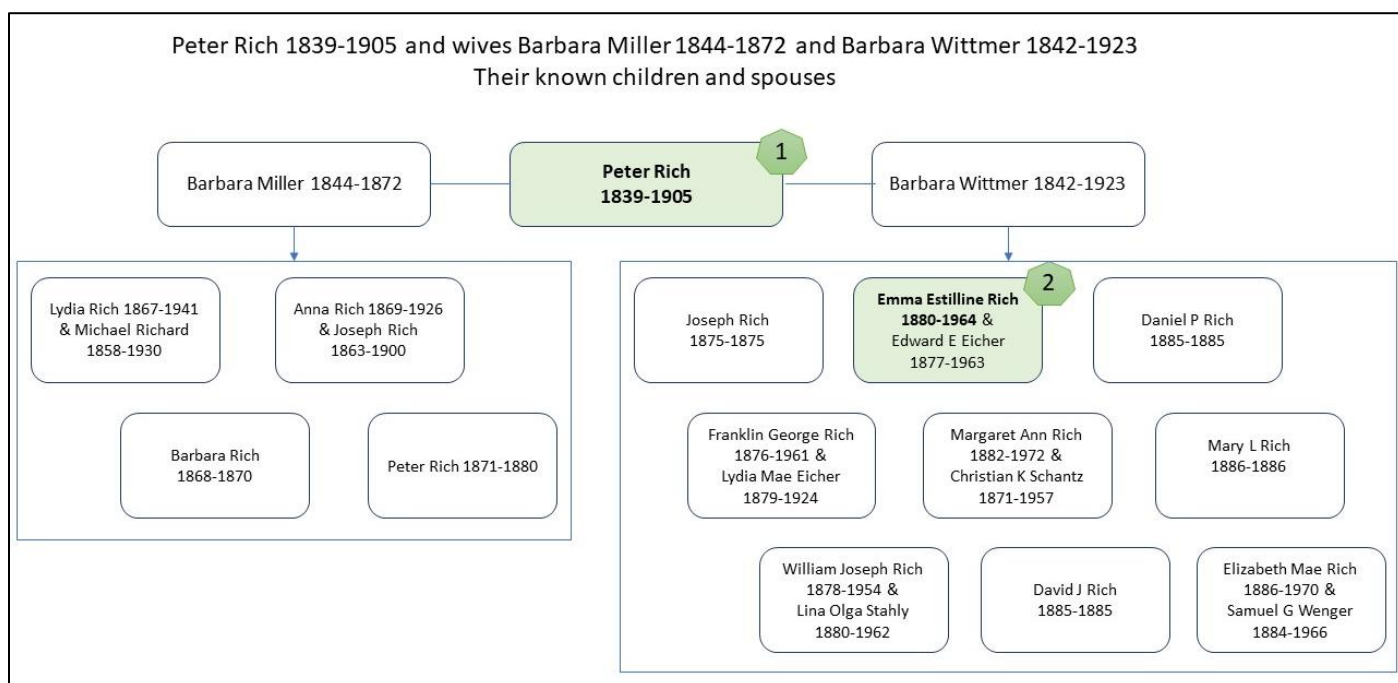 Peter Rich 1839-1905 and wives Barbara Miller 1844-1872 and Barbara Wittmer 1842-1923
Their known children and spouses
Barbara Miller 1844-1872
Peter Rich
1839-1905
1
Barbara Wittmer 1842-1923
Lydia Rich 1867-1941
& Michael Richard
1858-1930
Anna Rich 1869-1926
& Joseph Rich
1863-1900
Barbara Rich
1868-1870
Peter Rich 1871-1880
Joseph Rich
1875-1875
Emma Estilline Rich
1880-1964 &
Edward E Eicher
1877-1963
2
Daniel P Rich
1885-1885
Franklin George Rich
1876-1961 &
Lydia Mae Eicher
1879-1924
Margaret Ann Rich
1882-1972 &
Christian K Schantz
1871-1957
Mary L Rich
1886-1886
William Joseph Rich
1878-1954 &
Lina Olga Stahly
1880-1962
David J Rich
1885-1885
Elizabeth Mae Rich
1886-1970 &
Samuel G Wenger
1884-1966